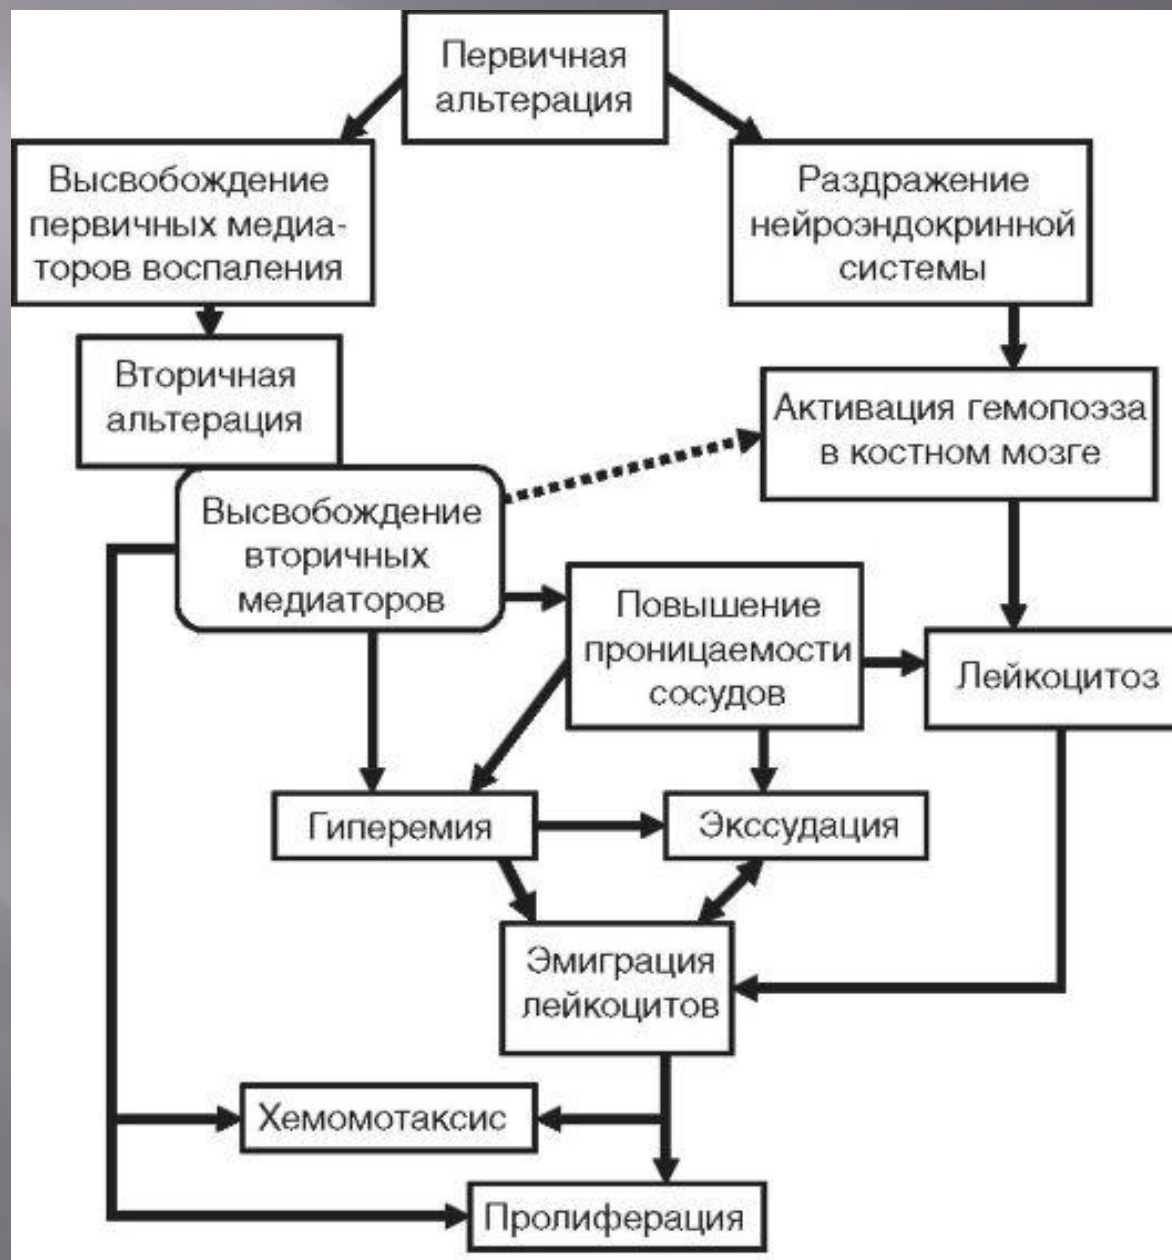 Первичная
альтерация
Высвобождение
первичных медиа-
торов воспаления
Раздражение
нейроэндокринной
системы
Вторичная
альтерация
Активация гемопоэза
в костном мозге
Высвобождение
вторичных
медиаторов
Повышение
проницаемости
сосудов
Лейкоцитоз
Гиперемия
Экссудация
Эмиграция
лейкоцитов
Хемомотаксис
Пролиферация